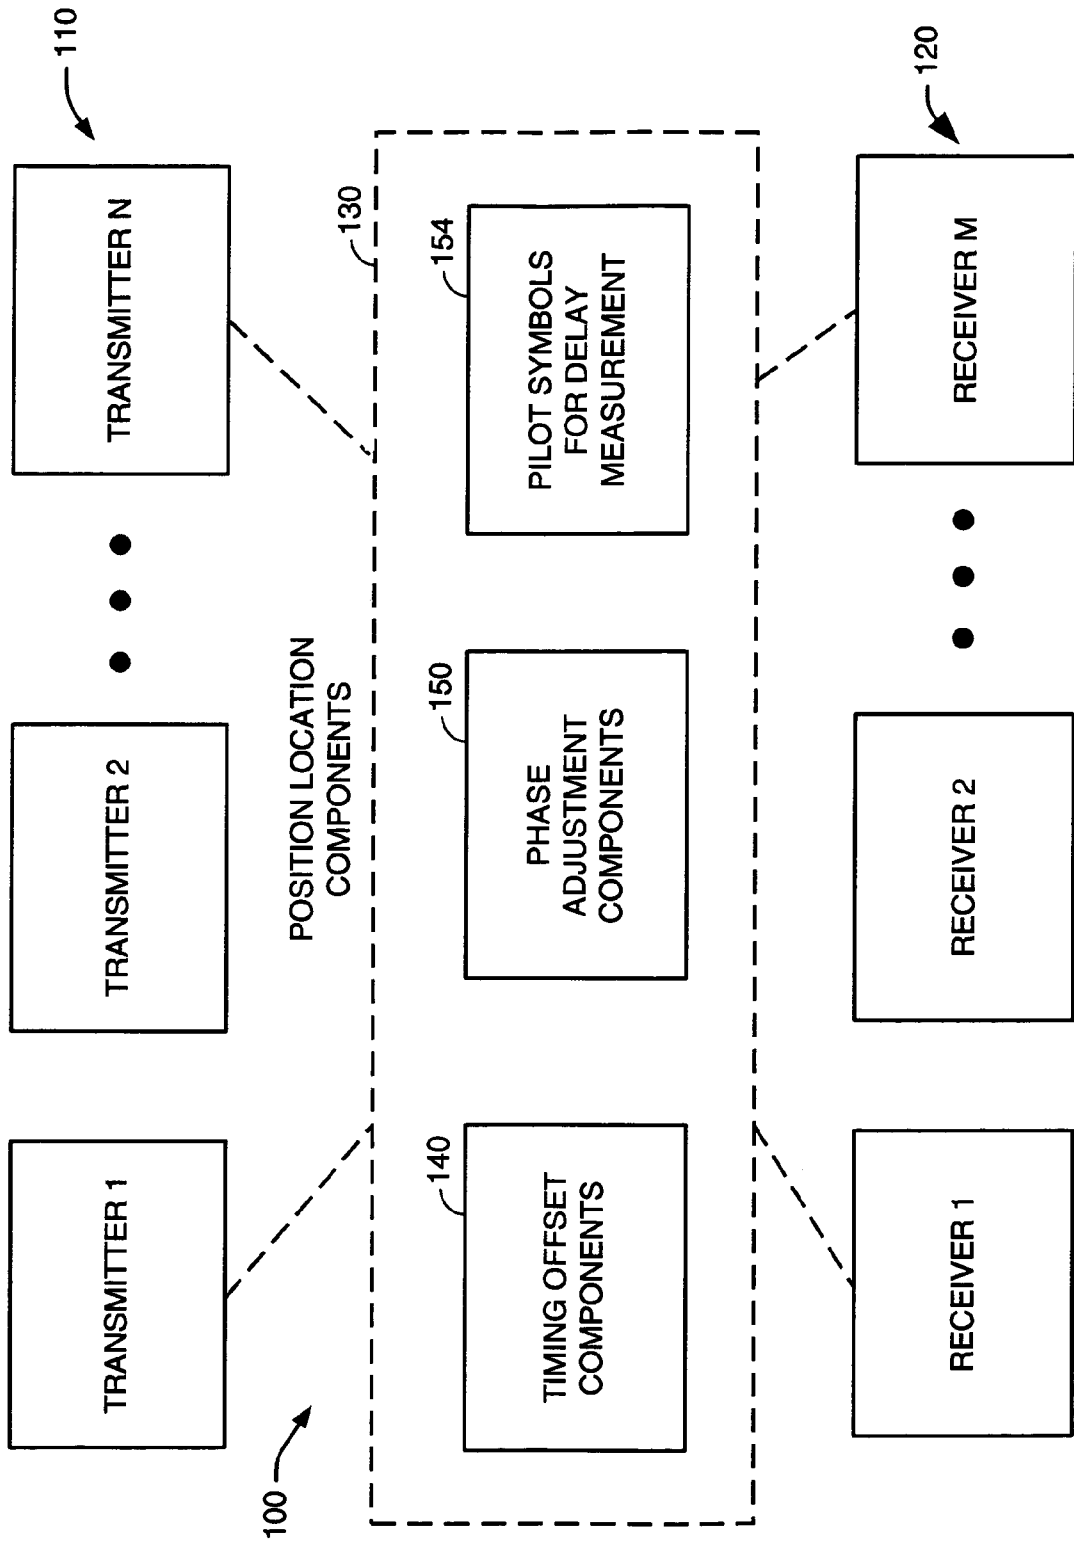 110
TRANSMITTER 1
TRANSMITTER 2
TRANSMITTER N
100
POSITION LOCATION
COMPONENTS
130
140
TIMING OFFSET
COMPONENTS
150
PHASE
ADJUSTMENT
COMPONENTS
154
PILOT SYMBOLS
FOR DELAY
MEASUREMENT
120
RECEIVER 1
RECEIVER 2
RECEIVER M